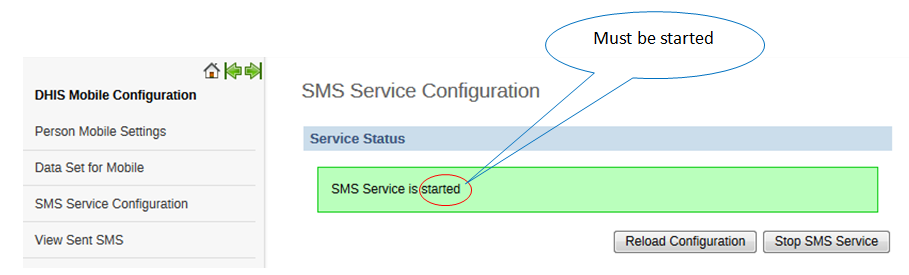 Must be started
DHIS Mobile Configuration
Person Mobile Settings
Data Set for Mobile
SMS Service Configuration
View Sent SMS
SMS Service Configuration
Service Status
SMS Service is started
Reload Configuration
Stop SMS Service